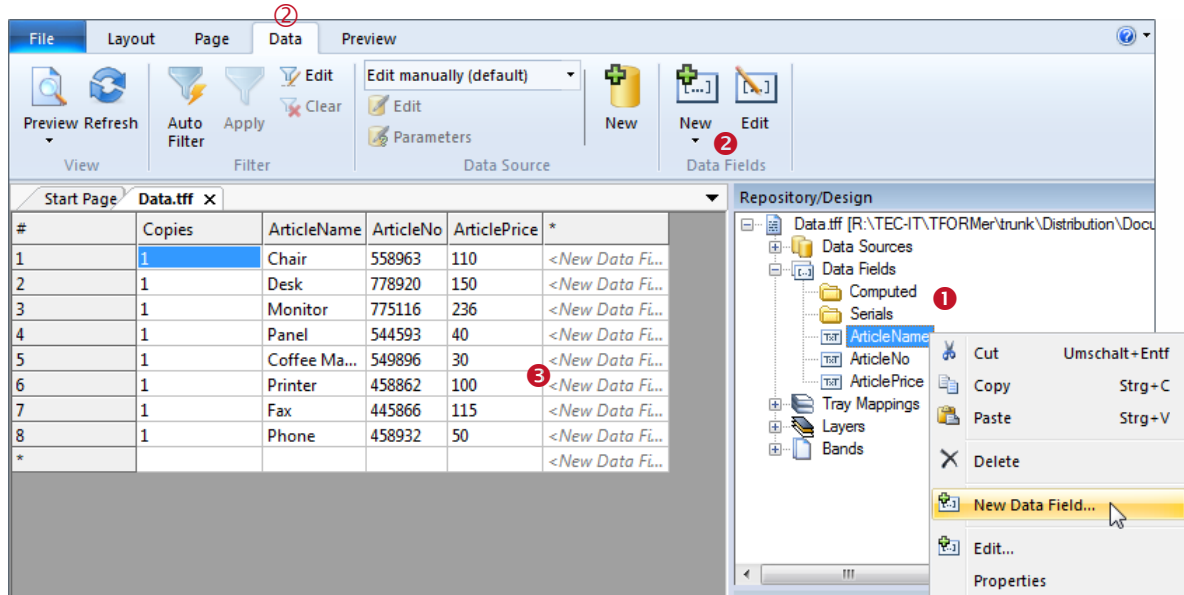 ②
File Layout Page Data Preview
Edit Edit manually (default)
Clear Edit
Preview Refresh Auto Filter Apply Parameters New New Edit
❷
View Filter Data Source Data Fields
Start Page Data.tff X
# Copies ArticleName ArticleNo ArticlePrice *
1 1 Chair 558963 110 <New Data Fi...
2 1 Desk 778920 150 <New Data Fi...
3 1 Monitor 775116 236 <New Data Fi...
4 1 Panel 544593 40 <New Data Fi...
5 1 Coffee Ma... 549896 30 <New Data Fi...
6 1 Printer 458862 100 <New Data Fi...
7 1 Fax 445866 115 <New Data Fi...
8 1 Phone 458932 50 <New Data Fi...
* <New Data Fi...
❸
Repository/Design
Data.tff [R:\TEC-IT\TFORMer\trunk\Distribution\Docu
Data Sources
Data Fields
Computed
❶
Serials
TXT ArticleName
TXT ArticleNo
TXT ArticlePrice
Tray Mappings
Layers
Bands
Cut Umschalt+Entf
Copy Strg+C
Paste Strg+V
Delete
New Data Field...
Edit...
Properties